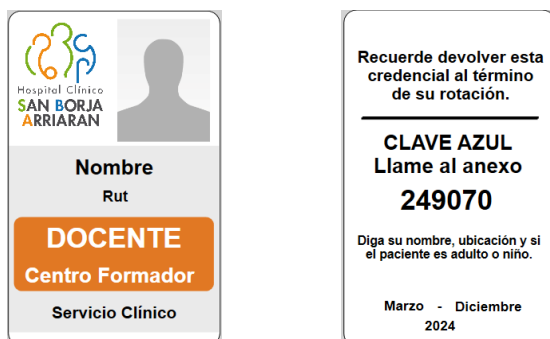 Hospital Clínico
SAN BORJA
ARRIARAN
Nombre
Rut
DOCENTE
Centro Formador
Servicio Clínico
Recuerde devolver esta
credencial al término
de su rotación.
CLAVE AZUL
Llame al anexo
249070
Diga su nombre, ubicación y si
el paciente es adulto o niño.
Marzo - Diciembre
2024